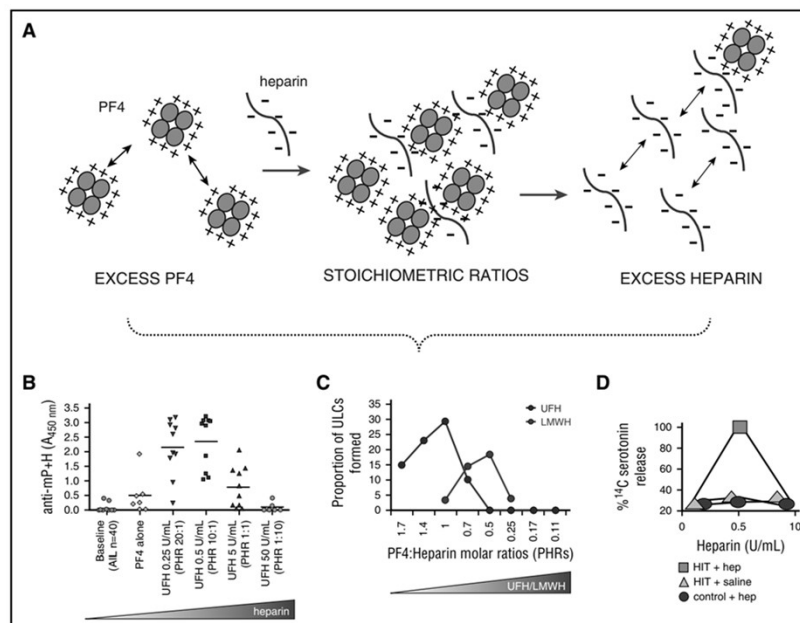 A
heparin
PF4
EXCESS PF4
STOICHIOMETRIC RATIOS
EXCESS HEPARIN
B
anti-mP+H (A450 nm)
3.5
3.0
2.5
2.0
1.5
1.0
0.5
0.0
Baseline
(AIL n=40)
PF4 alone
UFH 0.25 U/mL
(PHR 20:1)
UFH 0.5 U/mL
(PHR 10:1)
UFH 5 U/mL
(PHR 1:1)
UFH 50 U/mL
(PHR 1:10)
heparin
C
Proportion of ULCs
formed
35
30
25
20
15
10
5
0
UFH
LMWH
1.7
1.4
1
0.7
0.5
0.25
0.17
0.11
PF4:Heparin molar ratios (PHRs)
UFH/LMWH
D
% 14C serotonin
release
100
80
60
40
20
0
0.5
10
Heparin (U/mL)
HIT + hep
HIT + saline
control + hep